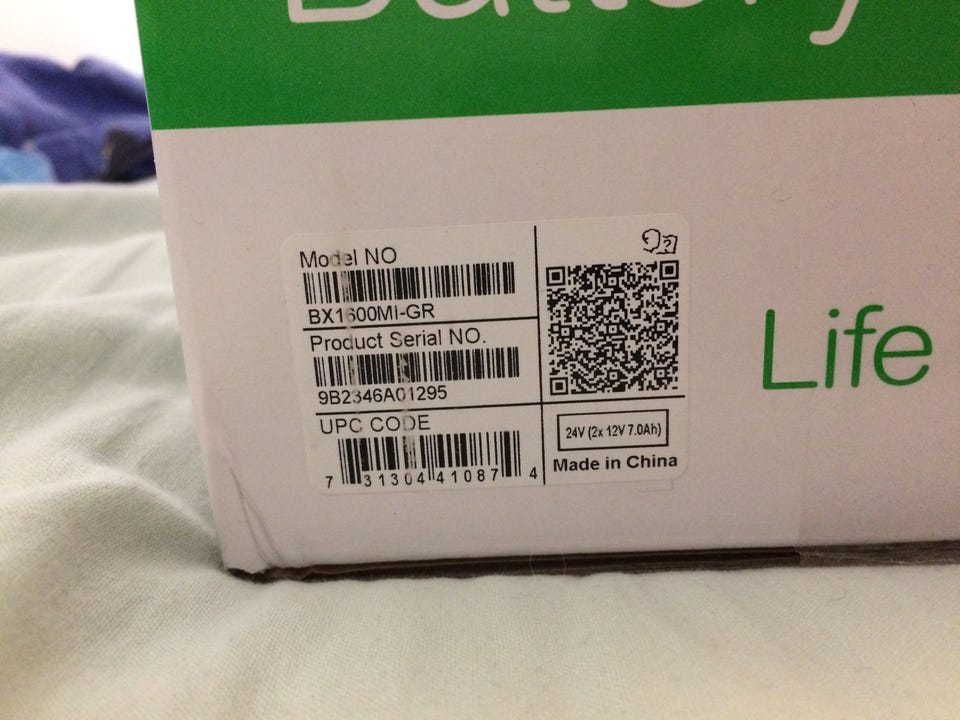 Battery
Model NO
BX1600MI-GR
Product Serial NO.
9B2346A01295
UPC CODE
7 31304 41087 4
24V (2x 12V 7.0Ah)
Made in China
Life